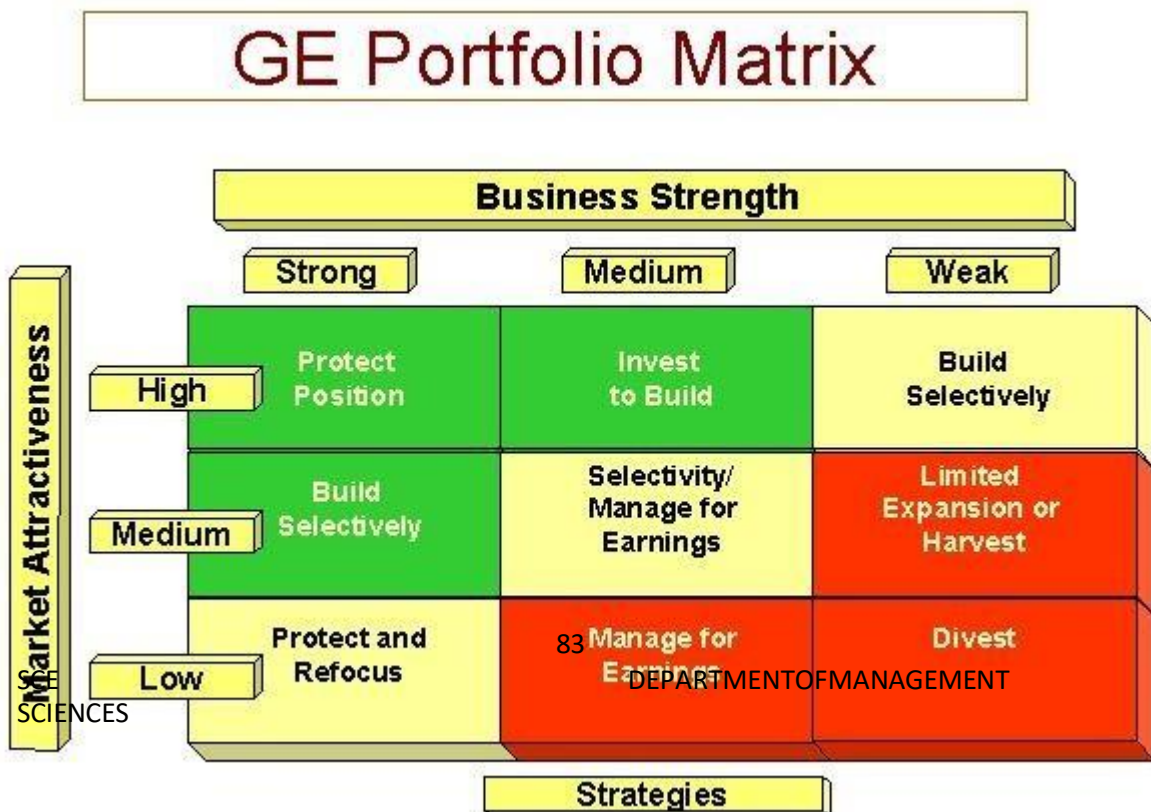 GE Portfolio Matrix
Business Strength
Strong
Medium
Weak
Market Attractiveness
High
Protect
Position
Invest
to Build
Build
Selectively
Medium
Build
Selectively
Selectivity/
Manage for
Earnings
Limited
Expansion or
Harvest
Low
Protect and
Refocus
83
Manage for
Earnings
Divest
DEPARTMENTOFMANAGEMENT
SCIENCES
Strategies